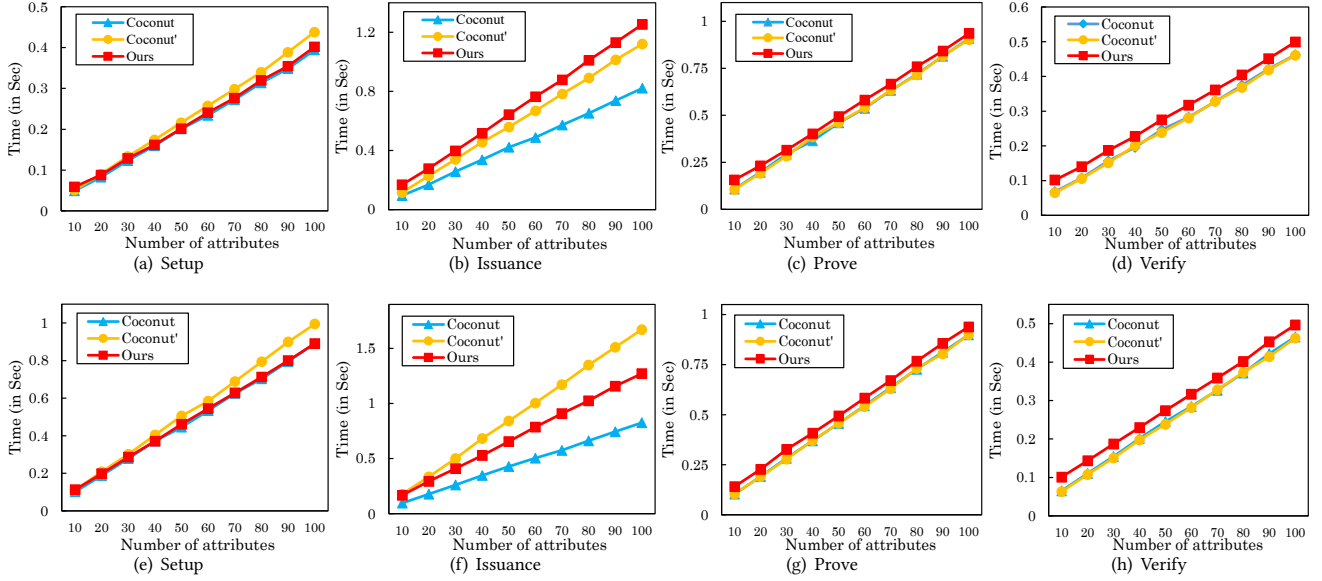 Time (in Sec)
0.5
0.4
0.3
0.2
0.1
0
Coconut
Coconut'
Ours
10 20 30 40 50 60 70 80 90 100
Number of attributes
(a) Setup
Time (in Sec)
1.2
0.8
0.4
0
Coconut
Coconut'
Ours
10 20 30 40 50 60 70 80 90 100
Number of attributes
(b) Issuance
Time (in Sec)
1
0.75
0.5
0.25
0
Coconut
Coconut'
Ours
10 20 30 40 50 60 70 80 90 100
Number of attributes
(c) Prove
Time (in Sec)
0.6
0.5
0.4
0.3
0.2
0.1
0
Coconut
Coconut'
Ours
10 20 30 40 50 60 70 80 90 100
Number of attributes
(d) Verify
Time (in Sec)
1
0.8
0.6
0.4
0.2
0
Coconut
Coconut'
Ours
10 20 30 40 50 60 70 80 90 100
Number of attributes
(e) Setup
Time (in Sec)
1.5
1
0.5
0
Coconut
Coconut'
Ours
10 20 30 40 50 60 70 80 90 100
Number of attributes
(f) Issuance
Time (in Sec)
1
0.75
0.5
0.25
0
Coconut
Coconut'
Ours
10 20 30 40 50 60 70 80 90 100
Number of attributes
(g) Prove
Time (in Sec)
0.5
0.4
0.3
0.2
0.1
0
Coconut
Coconut'
Ours
10 20 30 40 50 60 70 80 90 100
Number of attributes
(h) Verify